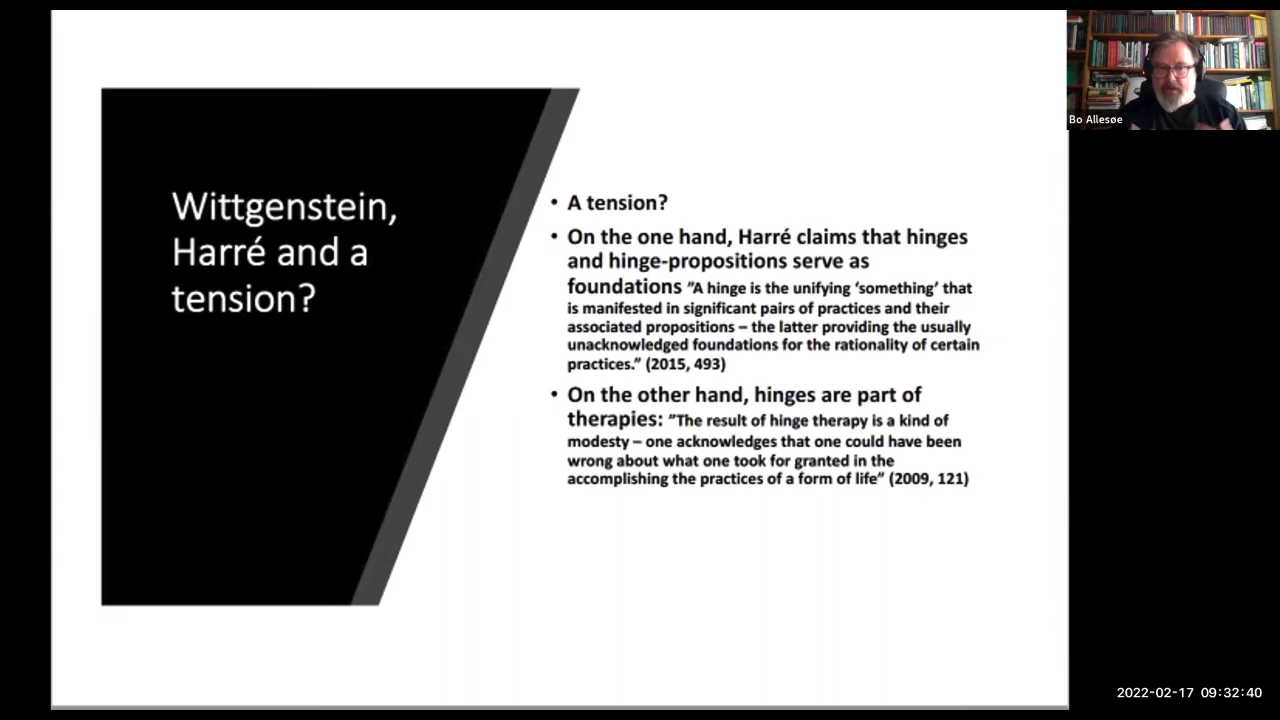 Wittgenstein,
Harré and a
tension?
• A tension?
• On the one hand, Harré claims that hinges
and hinge-propositions serve as
foundations ”A hinge is the unifying ‘something’ that
is manifested in significant pairs of practices and their
associated propositions – the latter providing the usually
unacknowledged foundations for the rationality of certain
practices.” (2015, 493)
• On the other hand, hinges are part of
therapies: ”The result of hinge therapy is a kind of
modesty – one acknowledges that one could have been
wrong about what one took for granted in the
accomplishing the practices of a form of life” (2009, 121)
Bo Allesøe
2022-02-17 09:32:40